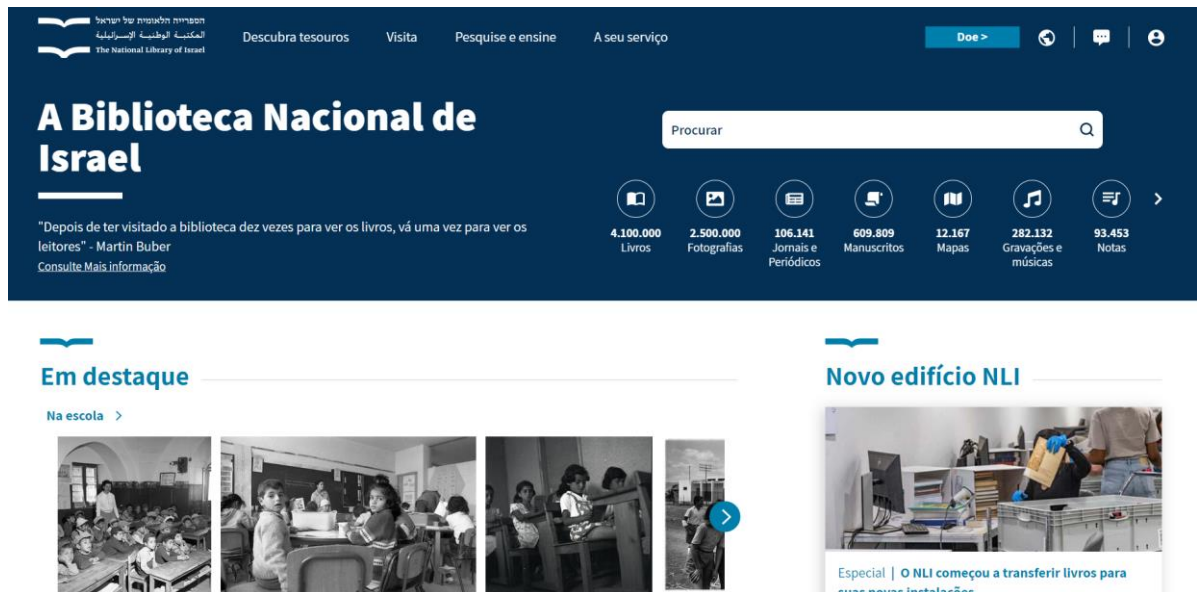 הספרייה הלאומית של ישראל
المكتبة الوطنية الإسرائيلية
The National Library of Israel
Descubra tesouros
Visita
Pesquise e ensine
A seu serviço
Doe >
A Biblioteca Nacional de
Israel
"Depois de ter visitado a biblioteca dez vezes para ver os livros, vá uma vez para ver os
leitores" - Martin Buber
Consulte Mais informação
Procurar
4.100.000
Livros
2.500.000
Fotografias
106.141
Jornais e
Periódicos
609.809
Manuscritos
12.167
Mapas
282.132
Gravações e
músicas
93.453
Notas
Em destaque
Na escola >
Novo edifício NLI
Especial | O NLI começou a transferir livros para
suas novas instalações